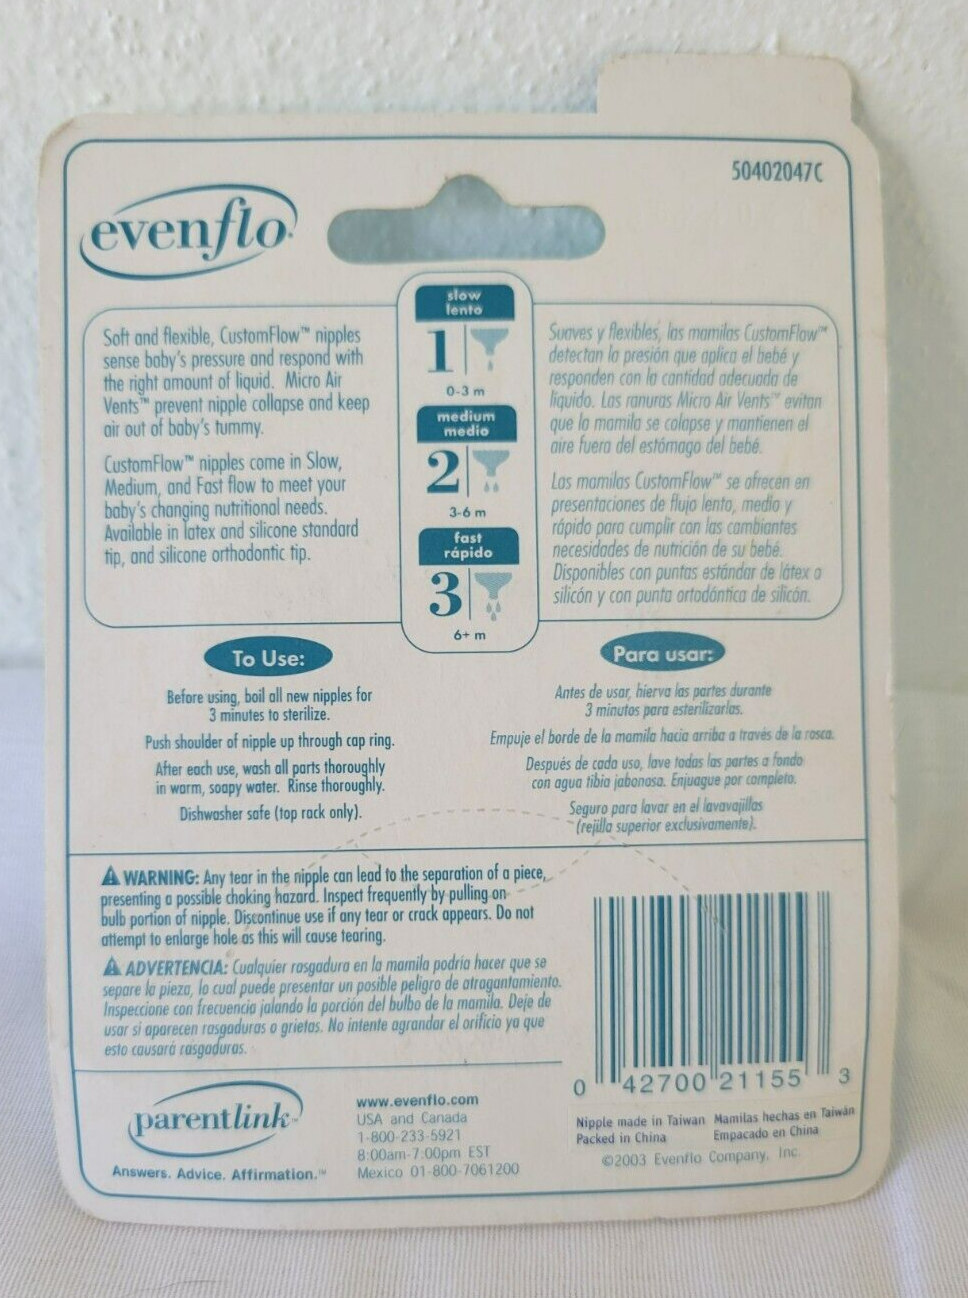 50402047C
evenflo
Soft and flexible, CustomFlow™ nipples
sense baby's pressure and respond with
the right amount of liquid. Micro Air
Vents™ prevent nipple collapse and keep
air out of baby's tummy.
CustomFlow™ nipples come in Slow,
Medium, and Fast flow to meet your
baby's changing nutritional needs.
Available in latex and silicone standard
tip, and silicone orthodontic tip.
slow
lento
1
0-3 m
medium
medio
2
3-6 m
fast
rápido
3
6+ m
Suaves y flexibles, las mamilas CustomFlow™
detectan la presión que aplica el bebé y
responden con la cantidad adecuada de
líquido. Las ranuras Micro Air Vents™ evitan
que la mamila se colapse y mantienen el
aire fuera del estómago del bebé.
Las mamilas CustomFlow™ se ofrecen en
presentaciones de flujo lento, medio y
rápido para cumplir con las cambiantes
necesidades de nutrición de su bebé.
Disponibles con puntas estándar de látex o
silicón y con punta ortodóntica de silicón.
To Use:
Before using, boil all new nipples for
3 minutes to sterilize.
Push shoulder of nipple up through cap ring.
After each use, wash all parts thoroughly
in warm, soapy water. Rinse thoroughly.
Dishwasher safe (top rack only).
Para usar:
Antes de usar, hierva las partes durante
3 minutos para esterilizarlas.
Empuje el borde de la mamila hacia arriba a través de la rosca.
Después de cada uso, lave todas las partes a fondo
con agua tibia jabonosa. Enjuague por completo.
Seguro para lavar en el lavavajillas
(rejilla superior exclusivamente).
WARNING: Any tear in the nipple can lead to the separation of a piece,
presenting a possible choking hazard. Inspect frequently by pulling on
bulb portion of nipple. Discontinue use if any tear or crack appears. Do not
attempt to enlarge hole as this will cause tearing.
ADVERTENCIA: Cualquier rasgadura en la mamila podría hacer que se
separe la pieza, lo cual puede presentar un posible peligro de atragantamiento.
Inspeccione con frecuencia jalando la porción del bulbo de la mamila. Deje de
usar si aparecen rasgaduras o grietas. No intente agrandar el orificio ya que
esto causará rasgaduras.
0 42700 21155 3
parentlink™
Answers. Advice. Affirmation.™
www.evenflo.com
USA and Canada
1-800-233-5921
8:00am-7:00pm EST
Mexico 01-800-7061200
Nipple made in Taiwan
Packed in China
Mamilas hechas en Taiwán
Empacado en China
©2003 Evenflo Company, Inc.